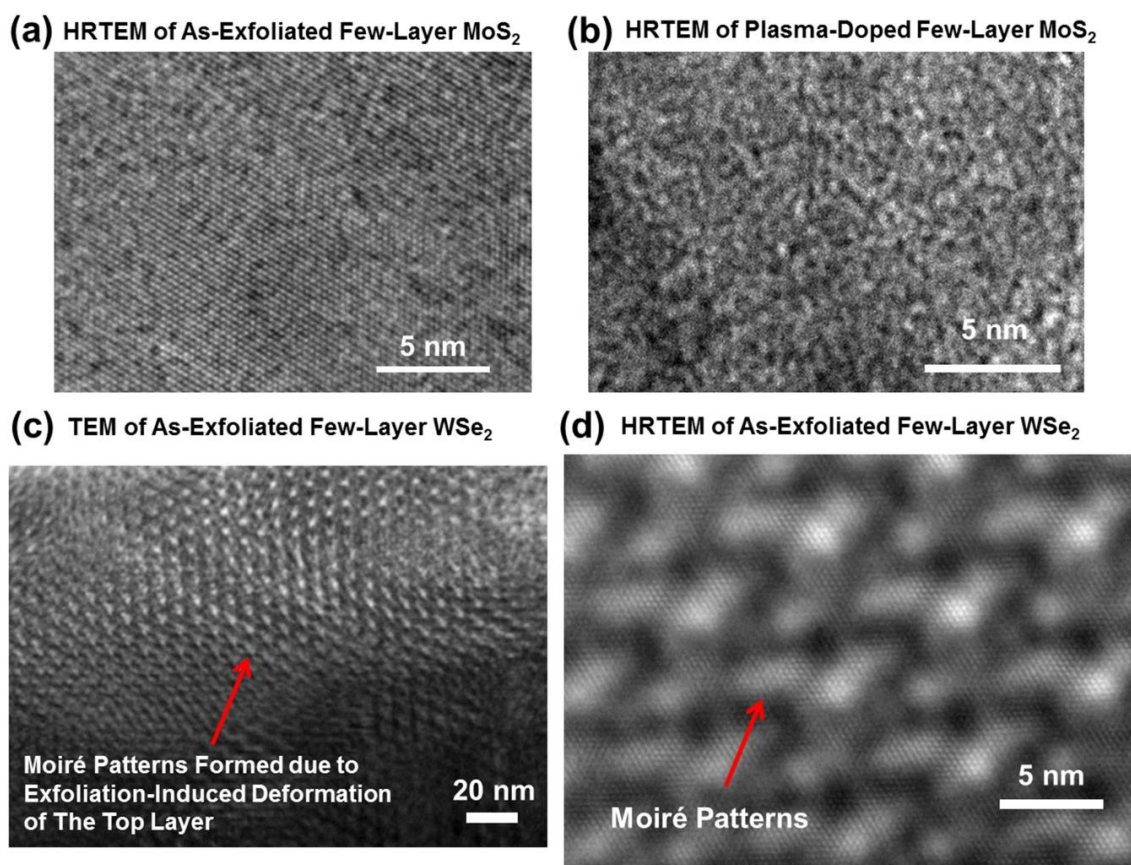 (a) HRTEM of As-Exfoliated Few-Layer MoS₂
(b) HRTEM of Plasma-Doped Few-Layer MoS₂
5 nm
5 nm
(c) TEM of As-Exfoliated Few-Layer WSe₂
(d) HRTEM of As-Exfoliated Few-Layer WSe₂
Moiré Patterns Formed due to
Exfoliation-Induced Deformation
of The Top Layer
20 nm
Moiré Patterns
5 nm